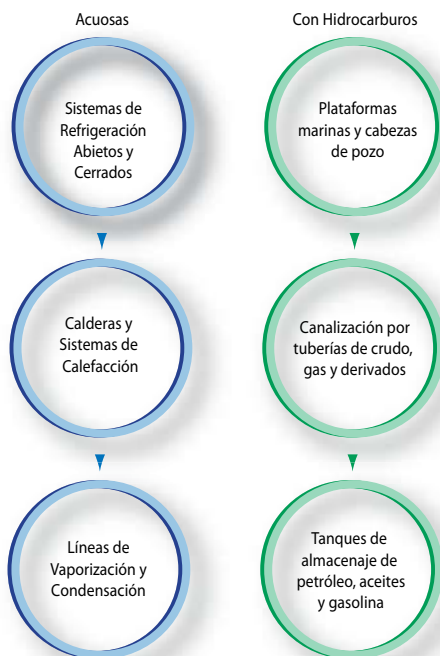 Acuosas
Sistemas de
Refrigeración
Abietos y
Cerrados
Calderas y
Sistemas de
Calefacción
Líneas de
Vaporización y
Condensación
Con Hidrocarburos
Plataformas
marinas y cabezas
de pozo
Canalización por
tuberías de crudo,
gas y derivados
Tanques de
almacenaje de
petróleo, aceites
y gasolina